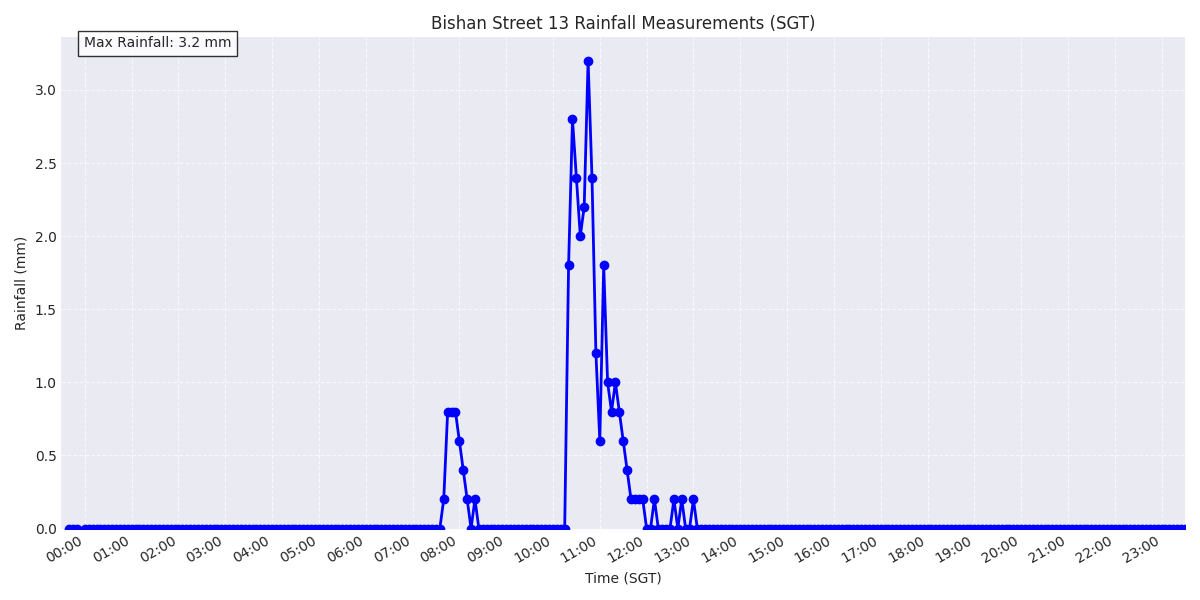 Bishan Street 13 Rainfall Measurements (SGT)
Max Rainfall: 3.2 mm
Rainfall (mm)
3.0
2.5
2.0
1.5
1.0
0.5
0.0
00:00 01:00 02:00 03:00 04:00 05:00 06:00 07:00 08:00 09:00 10:00 11:00 12:00 13:00 14:00 15:00 16:00 17:00 18:00 19:00 20:00 21:00 22:00 23:00
Time (SGT)